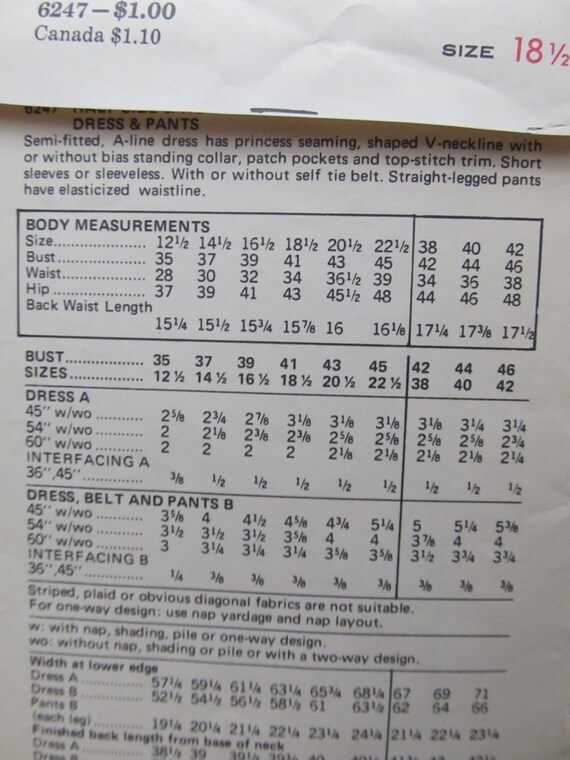 6247—$1.00
Canada $1.10
SIZE 18½
6247
DRESS & PANTS
Semi-fitted, A-line dress has princess seaming, shaped V-neckline with
or without bias standing collar, patch pockets and top-stitch trim. Short
sleeves or sleeveless. With or without self tie belt. Straight-legged pants
have elasticized waistline.
BODY MEASUREMENTS
Size.................... 12½ 14½ 16½ 18½ 20½ 22½ 38 40 42
Bust.................... 35 37 39 41 43 45 42 44 46
Waist.................. 28 30 32 34 36½ 39 34 36 38
Hip ..................... 37 39 41 43 45½ 48 44 46 48
Back Waist Length
15¼ 15½ 15¾ 15⅞ 16 16⅛ 17¼ 17⅜ 17½
BUST.................... 35 37 39 41 43 45 42 44 46
SIZES................... 12 ½ 14 ½ 16 ½ 18 ½ 20 ½ 22 ½ 38 40 42
DRESS A
45" w/wo ........... 2⅝ 2¾ 2⅞ 3⅛ 3⅛ 3⅛ 3⅛ 3¼ 3¼
54" w/wo ........... 2 2⅛ 2⅜ 2⅜ 2⅝ 2⅝ 2⅝ 2⅝ 2¾
60" w/wo ........... 2 2 2 2 2⅛ 2⅛ 2⅛ 2⅛ 2¼
INTERFACING A
36",45" .............. ⅜ ½ ½ ½ ½ ½ ½ ½ ½
DRESS, BELT AND PANTS B
45" w/wo ........... 3⅝ 4 4½ 4⅝ 4¾ 5¼ 5 5¼ 5⅜
54" w/wo ........... 3½ 3½ 3½ 3⅝ 4 4 3⅞ 4 4
60" w/wo ........... 3 3¼ 3¼ 3¼ 3⅝ 3⅝ 3½ 3¾ 3¾
INTERFACING B
36",45" .............. ¼ ⅜ ⅜ ⅜ ⅜ ⅜ ⅜ ⅜ ⅜
Striped, plaid or obvious diagonal fabrics are not suitable.
For one-way design: use nap yardage and nap layout.
w: with nap, shading, pile or one-way design.
wo: without nap, shading or pile or with a two-way design.
Width at lower edge
Dress A .............. 57¼ 59¼ 61¼ 63¼ 65¾ 68¼ 67 69 71
Dress B .............. 52½ 54½ 56½ 58½ 61 63½ 62 64 66
Pants B
(each leg) ........... 19¼ 20¼ 21¼ 22¼ 23¼ 24¼ 21¼ 22¼ 23¼
Finished back length from base of neck
Dress A .............. 38½ 39